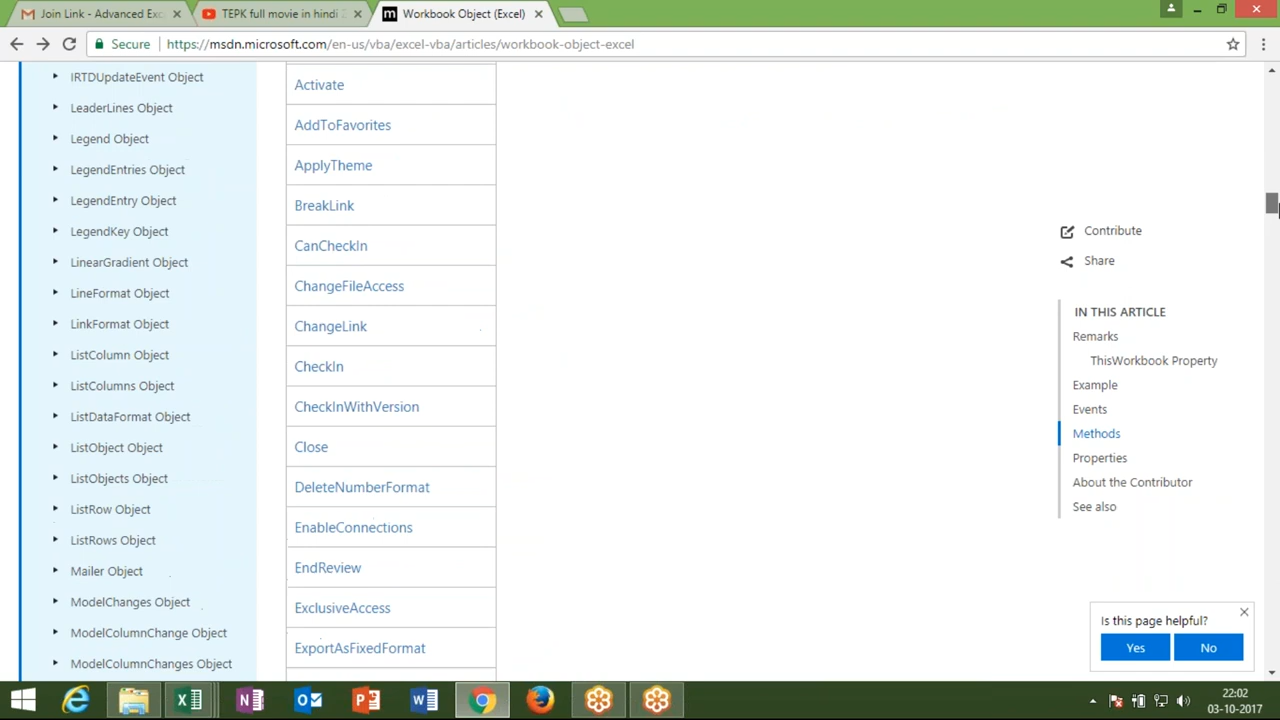 Join Link - Advanced Exc
TEPK full movie in hindi 2
Workbook Object (Excel)
Secure
https://msdn.microsoft.com/en-us/vba/excel-vba/articles/workbook-object-excel
IRTDUpdateEvent Object
LeaderLines Object
Legend Object
LegendEntries Object
LegendEntry Object
LegendKey Object
LinearGradient Object
LineFormat Object
LinkFormat Object
ListColumn Object
ListColumns Object
ListDataFormat Object
ListObject Object
ListObjects Object
ListRow Object
ListRows Object
Mailer Object
ModelChanges Object
ModelColumnChange Object
ModelColumnChanges Object
Activate
AddToFavorites
ApplyTheme
BreakLink
CanCheckIn
ChangeFileAccess
ChangeLink
CheckIn
CheckInWithVersion
Close
DeleteNumberFormat
EnableConnections
EndReview
ExclusiveAccess
ExportAsFixedFormat
Contribute
Share
IN THIS ARTICLE
Remarks
ThisWorkbook Property
Example
Events
Methods
Properties
About the Contributor
See also
Is this page helpful?
Yes
No
22:02
03-10-2017